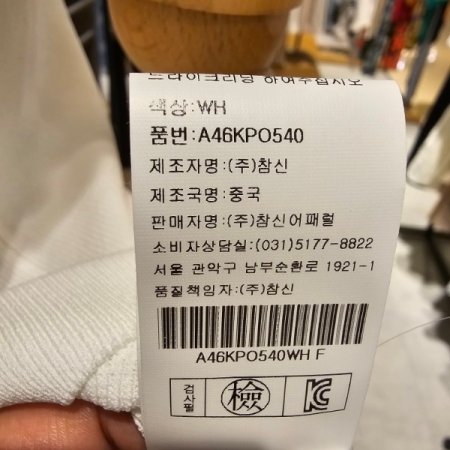 드라이크리닝 하여주십시오
색상:WH
품번:A46KPO540
제조자명:(주)참신
제조국명:중국
판매자명:(주)참신어패럴
소비자상담실:(031)5177-8822
서울 관악구 남부순환로 1921-1
품질책임자:(주)참신
A46KPO540WH F
검사필 檢 KC